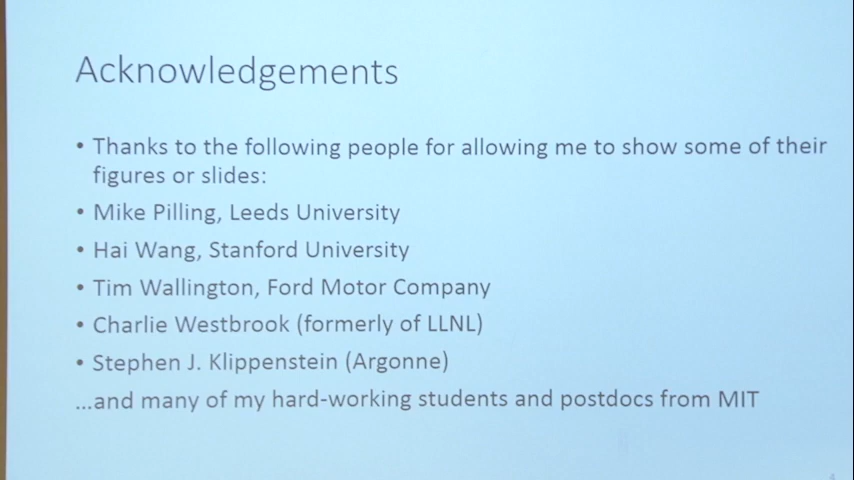 Acknowledgements
• Thanks to the following people for allowing me to show some of their
figures or slides:
• Mike Pilling, Leeds University
• Hai Wang, Stanford University
• Tim Wallington, Ford Motor Company
• Charlie Westbrook (formerly of LLNL)
• Stephen J. Klippenstein (Argonne)
...and many of my hard-working students and postdocs from MIT
4